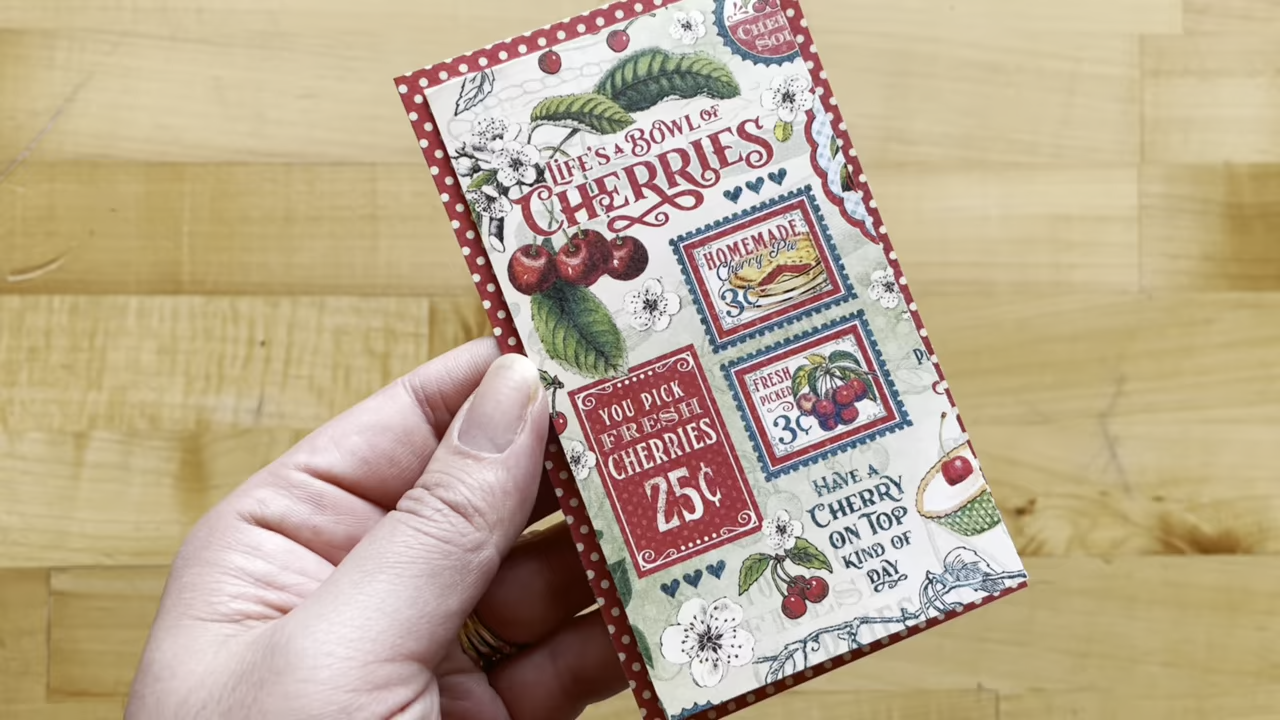 LIFE'S A BOWL OF
CHERRIES
HOMEMADE
Cherry Pie
3¢
FRESH
PICKED
3¢
YOU PICK
FRESH
CHERRIES
25¢
HAVE A
CHERRY
ON TOP
KIND OF
DAY